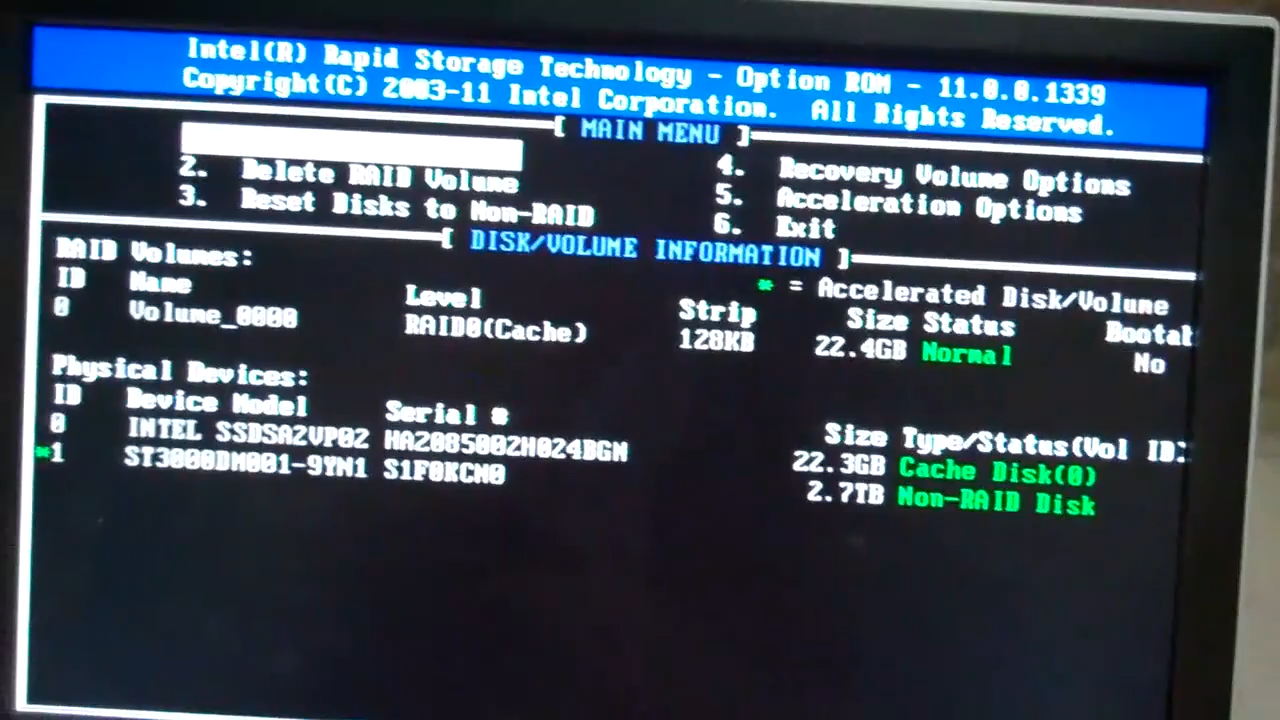 Intel(R) Rapid Storage Technology - Option ROM - 11.0.0.1339
Copyright(C) 2003-11 Intel Corporation. All Rights Reserved.
[ MAIN MENU ]
4. Recovery Volume Options
2. Delete RAID Volume 5. Acceleration Options
3. Reset Disks to Non-RAID 6. Exit
[ DISK/VOLUME INFORMATION ]
RAID Volumes: * = Accelerated Disk/Volume
ID Name Level Strip Size Status Bootab
0 Volume_0000 RAID0(Cache) 128KB 22.4GB Normal No
Physical Devices:
ID Device Model Serial # Size Type/Status(Vol ID)
0 INTEL SSDSA2VP02 HA2085002H024BGN 22.3GB Cache Disk(0)
*1 ST3000DM001-9YN1 S1F0KCN0 2.7TB Non-RAID Disk